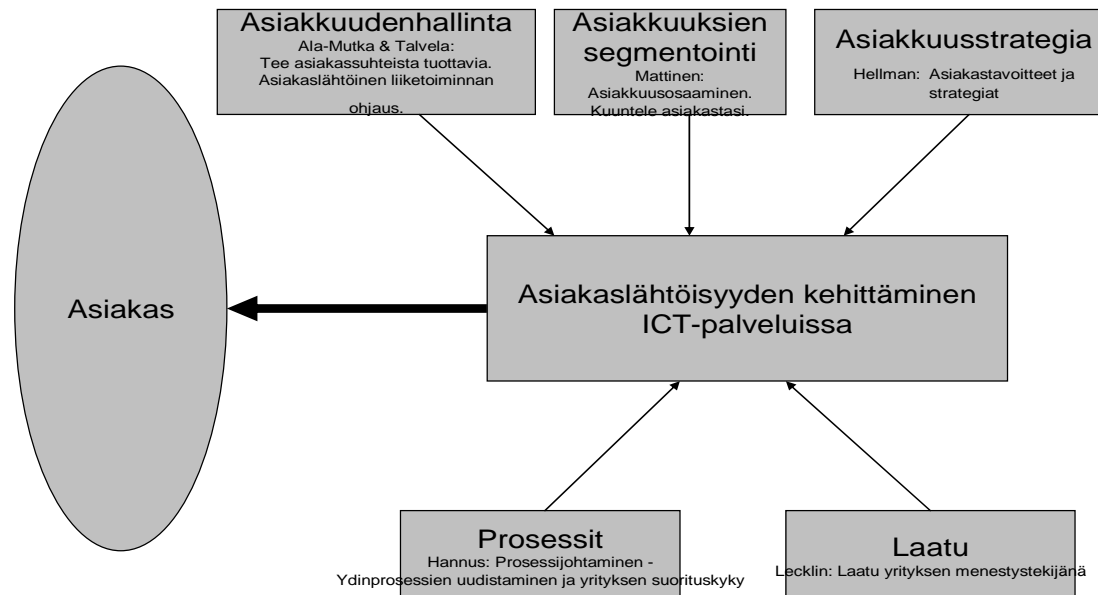 Asiakkuudenhallinta
Ala-Mutka & Talvela:
Tee asiakassuhteista tuottavia.
Asiakaslähtöinen liiketoiminnan
ohjaus.
Asiakkuuksien
segmentointi
Mattinen:
Asiakkuusosaaminen.
Kuuntele asiakastasi.
Asiakkuusstrategia
Hellman: Asiakastavoitteet ja
strategiat
Asiakas
Asiakaslähtöisyyden kehittäminen
ICT-palveluissa
Prosessit
Hannus: Prosessijohtaminen -
Ydinprosessien uudistaminen ja yrityksen suorituskyky
Laatu
Lecklin: Laatu yrityksen menestystekijänä